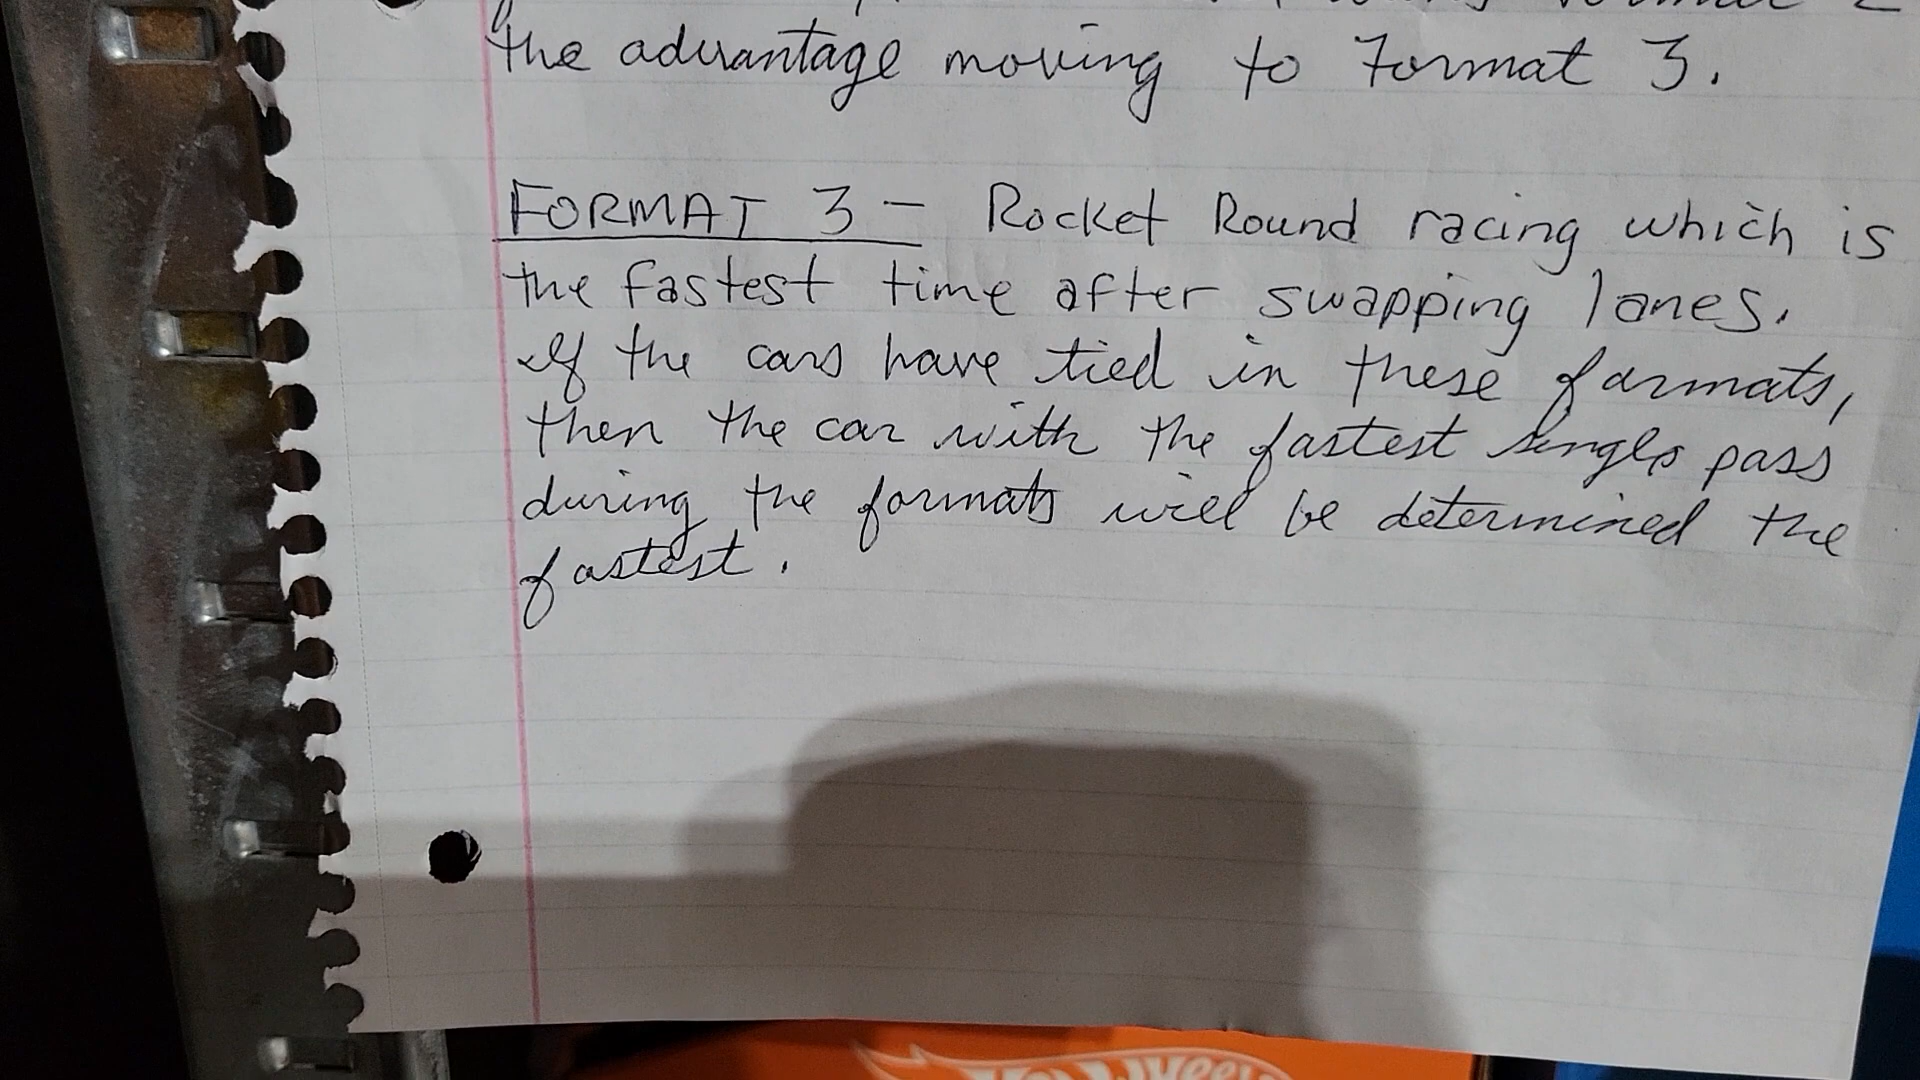 the advantage moving to Format 3.
FORMAT 3 - Rocket Round racing which is
the fastest time after swapping lanes.
If the cars have tied in these formats,
then the car with the fastest single pass
during the formats will be determined the
fastest.
Wheels